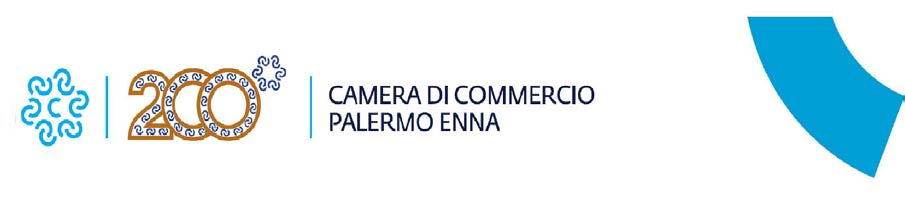 200°
CAMERA DI COMMERCIO
PALERMO ENNA